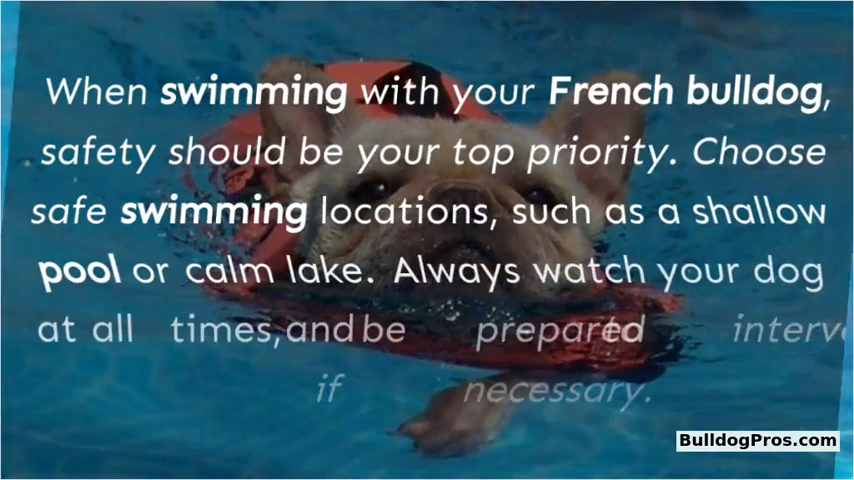 When swimming with your French bulldog,
safety should be your top priority. Choose
safe swimming locations, such as a shallow
pool or calm lake. Always watch your dog
at all times, and be prepared
if necessary.
BulldogPros.com